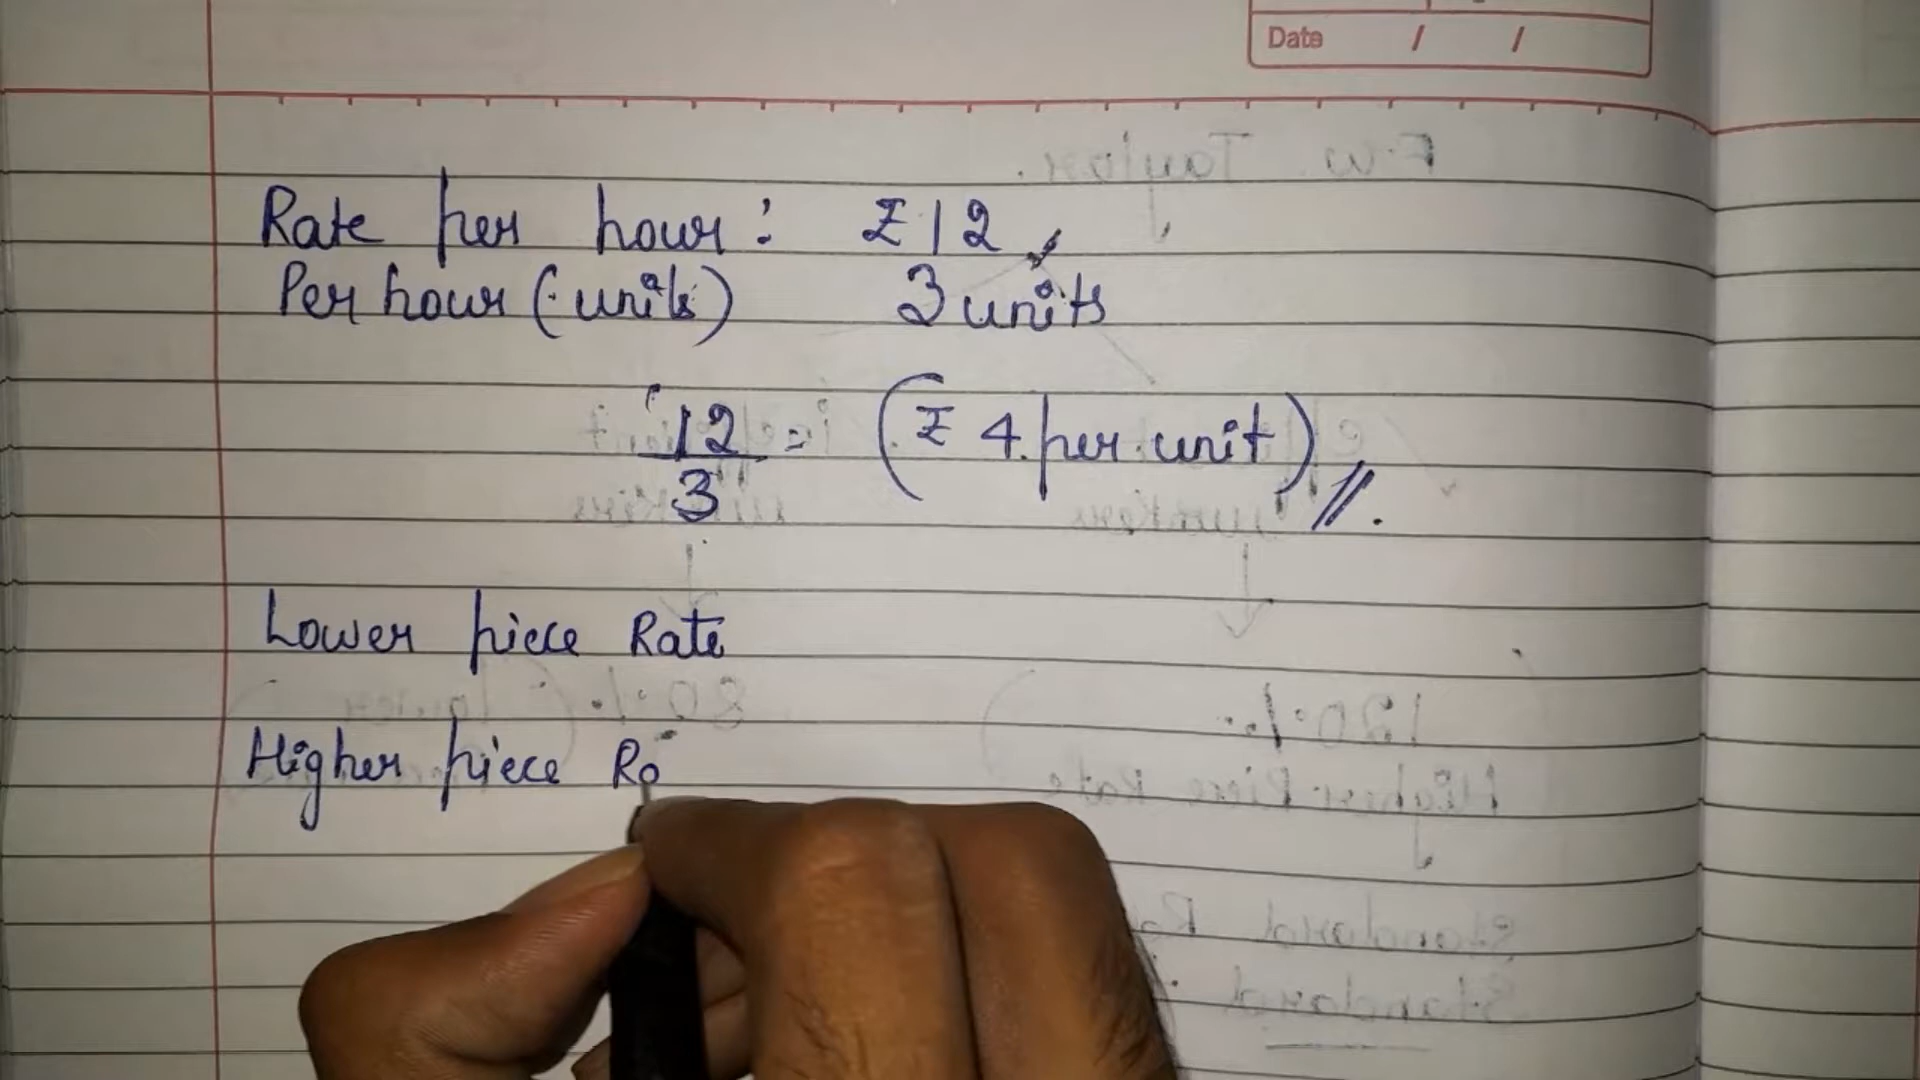 Date / /
Rate per hour: ₹12
Per hour (units) 3 units
12/3 = (₹ 4 per unit)
Lower piece Rate
Higher piece Ra